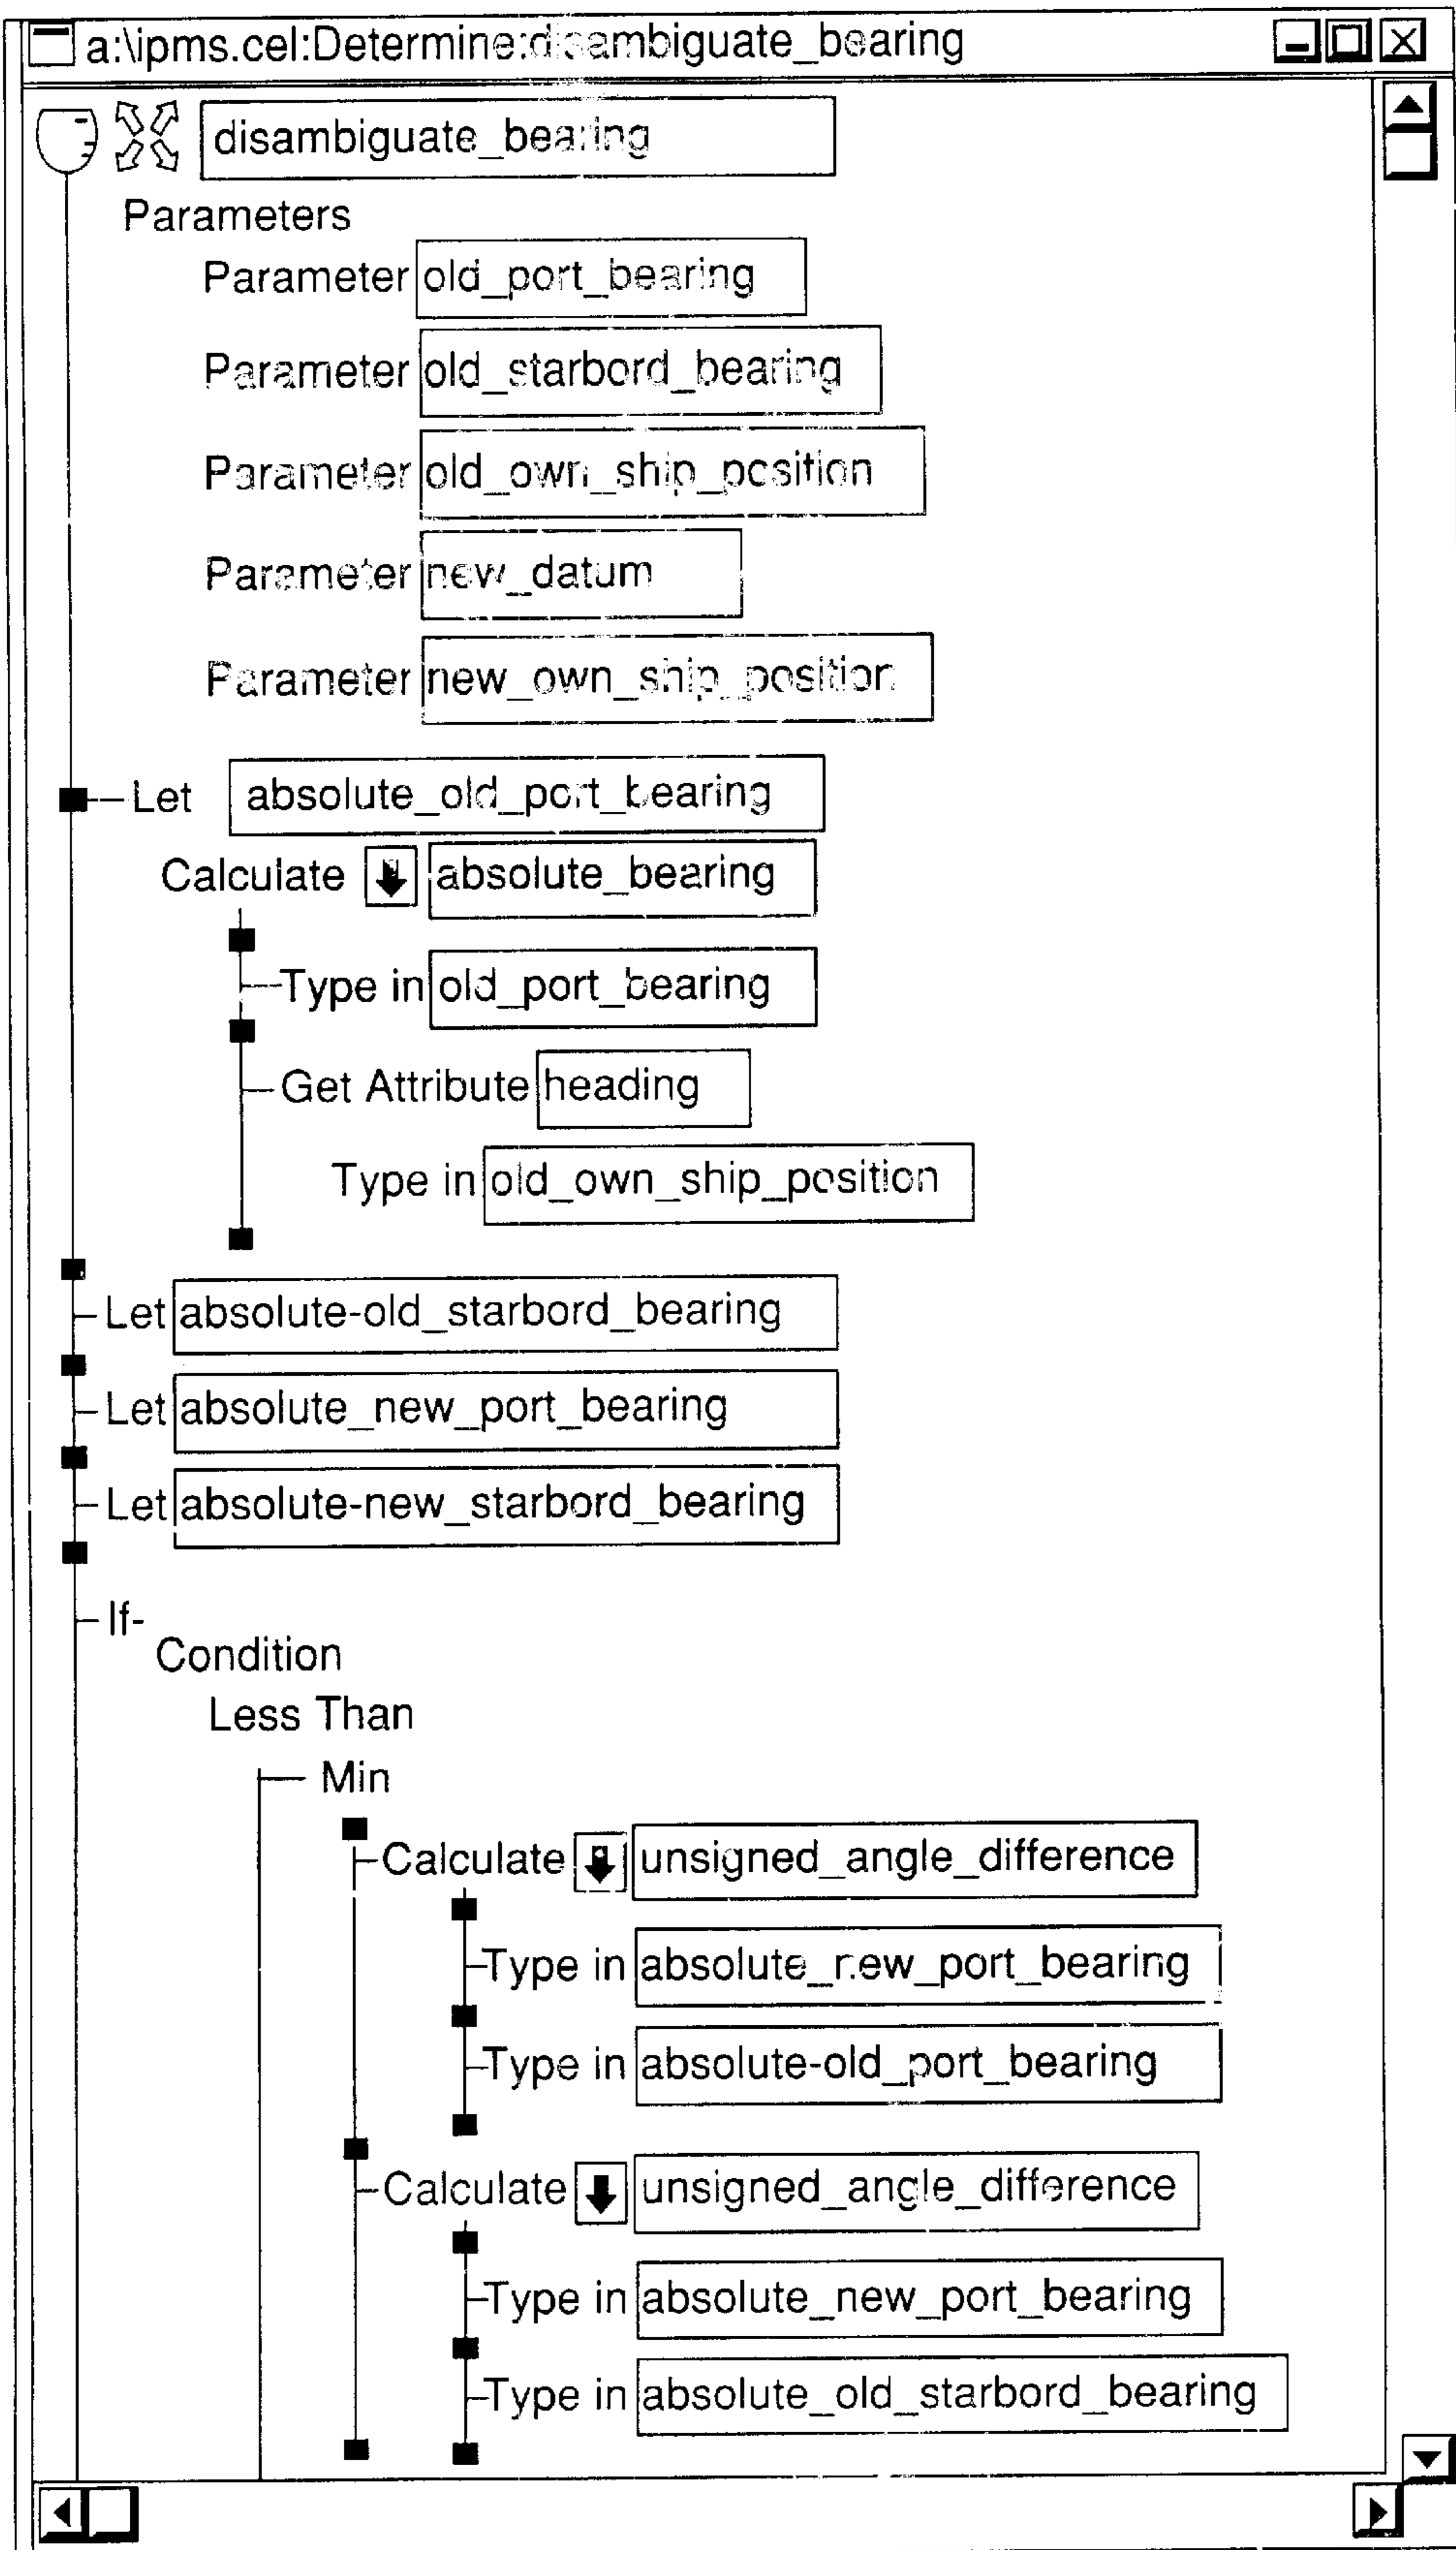 a:\ipms.cel:Determine:disambiguate_bearing
disambiguate_bearing
Parameters
Parameter old_port_bearing
Parameter old_starbord_bearing
Parameter old_own_ship_position
Parameter new_datum
Parameter new_own_ship_position
Let absolute_old_port_bearing
Calculate absolute_bearing
Type in old_port_bearing
Get Attribute heading
Type in old_own_ship_position
Let absolute-old_starbord_bearing
Let absolute_new_port_bearing
Let absolute-new_starbord_bearing
If-
Condition
Less Than
Min
Calculate unsigned_angle_difference
Type in absolute_new_port_bearing
Type in absolute-old_port_bearing
Calculate unsigned_angle_difference
Type in absolute_new_port_bearing
Type in absolute_old_starbord_bearing